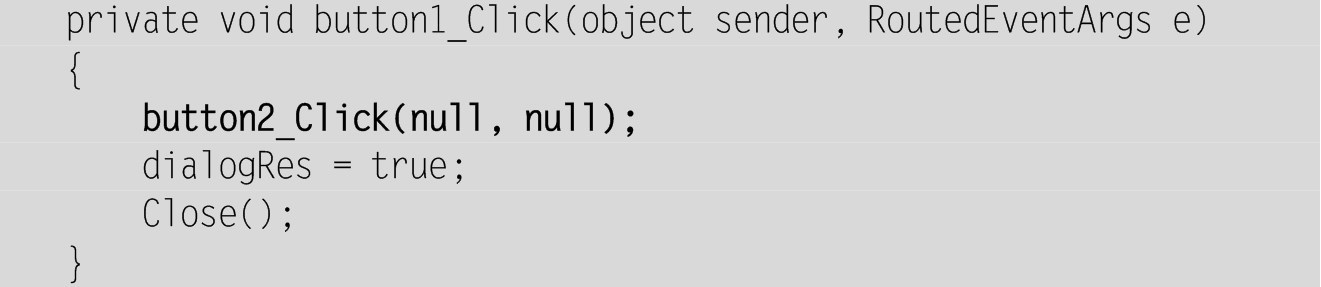 private void button1_Click(object sender, RoutedEventArgs e)
{
    button2_Click(null, null);
    dialogRes = true;
    Close();
}